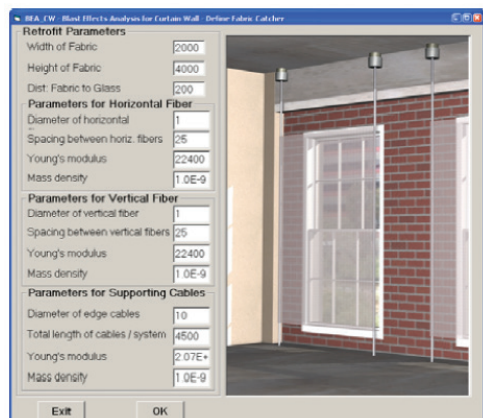 BEA_CW - Blast Effects Analysis for Curtain Wall - Define Fabric Catcher
Retrofit Parameters
Width of Fabric 2000
Height of Fabric 4000
Dist: Fabric to Glass 200
Parameters for Horizontal Fiber
Diameter of horizontal 1
Spacing between horiz. fibers 25
Young's modulus 22400
Mass density 1.0E-9
Parameters for Vertical Fiber
Diameter of vertical fiber 1
Spacing between vertical fibers 25
Young's modulus 22400
Mass density 1.0E-9
Parameters for Supporting Cables
Diameter of edge cables 10
Total length of cables / system 4500
Young's modulus 2.07E+
Mass density 1.0E-9
Exit OK